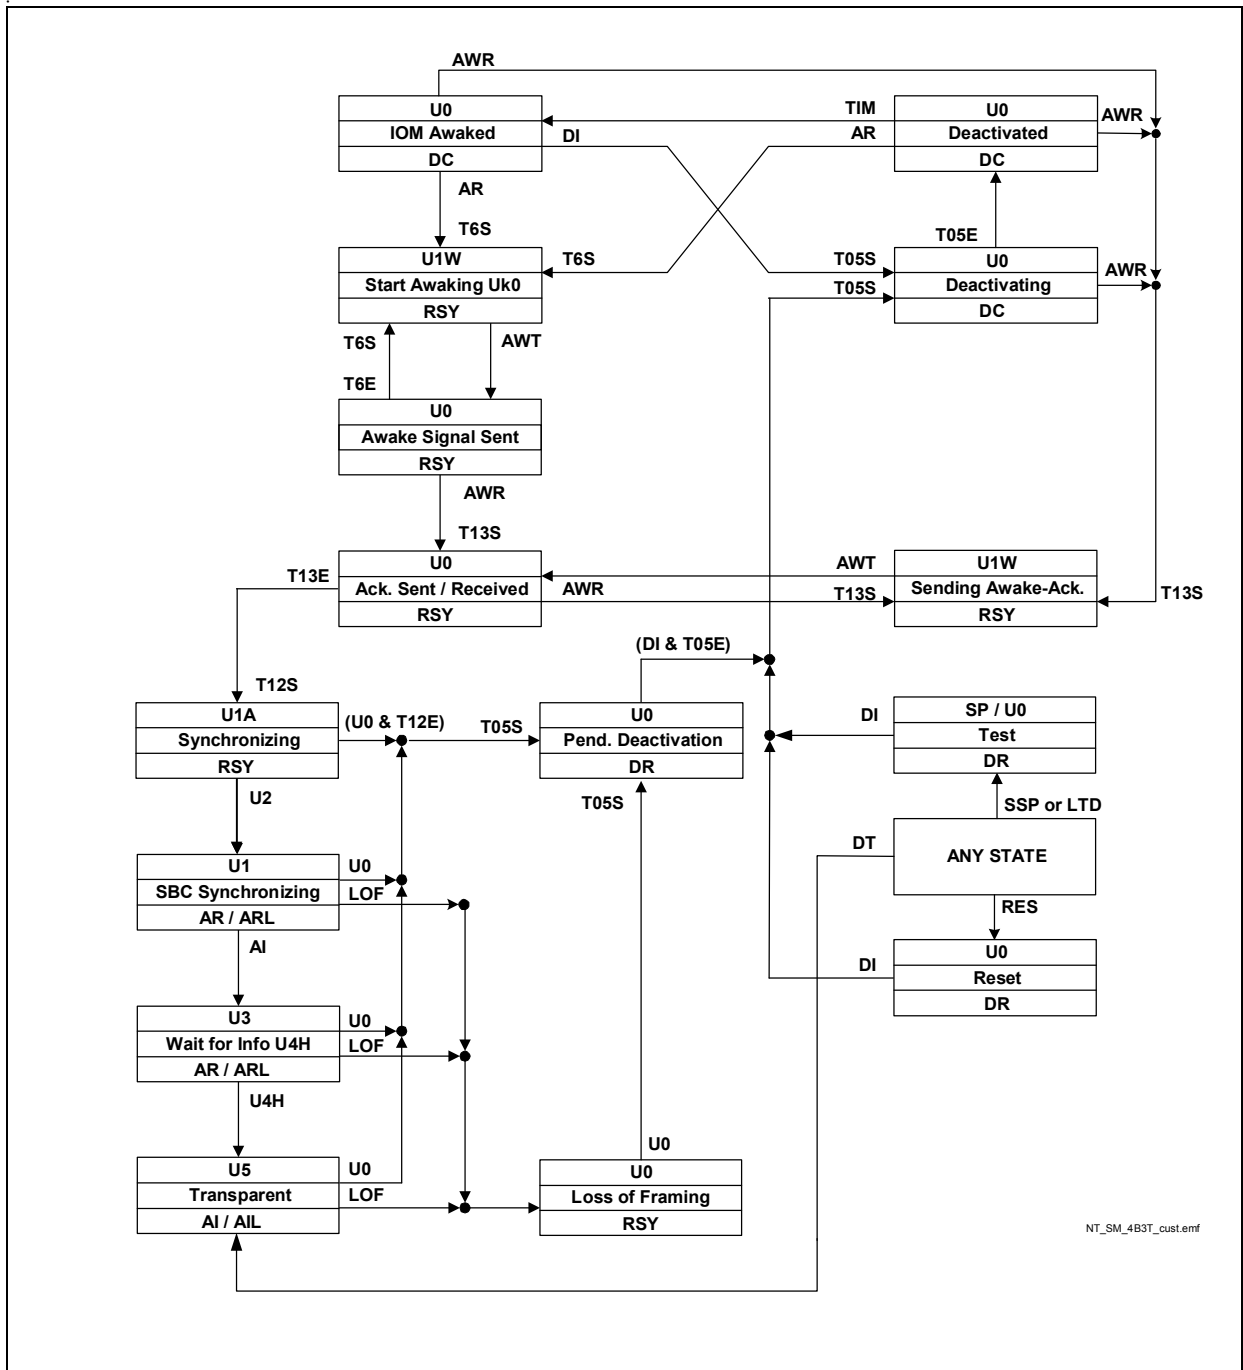 AWR
U0
IOM Awaked
DC
TIM
DI
AR
U0
Deactivated
DC
AWR
AR
T6S
T05E
U1W
Start Awaking Uk0
RSY
T6S
T05S
T05S
U0
Deactivating
DC
AWR
T6S
AWT
T6E
U0
Awake Signal Sent
RSY
AWR
T13S
T13E
U0
Ack. Sent / Received
RSY
AWT
AWR
T13S
U1W
Sending Awake-Ack.
RSY
T13S
(DI & T05E)
T12S
U1A
Synchronizing
RSY
(U0 & T12E)
T05S
U0
Pend. Deactivation
DR
DI
SP / U0
Test
DR
U2
T05S
SSP or LTD
DT
ANY STATE
U1
SBC Synchronizing
AR / ARL
U0
LOF
RES
AI
DI
U0
Reset
DR
U3
Wait for Info U4H
AR / ARL
U0
LOF
U4H
U0
U5
Transparent
AI / AIL
U0
LOF
U0
Loss of Framing
RSY
NT_SM_4B3T_cust.emf